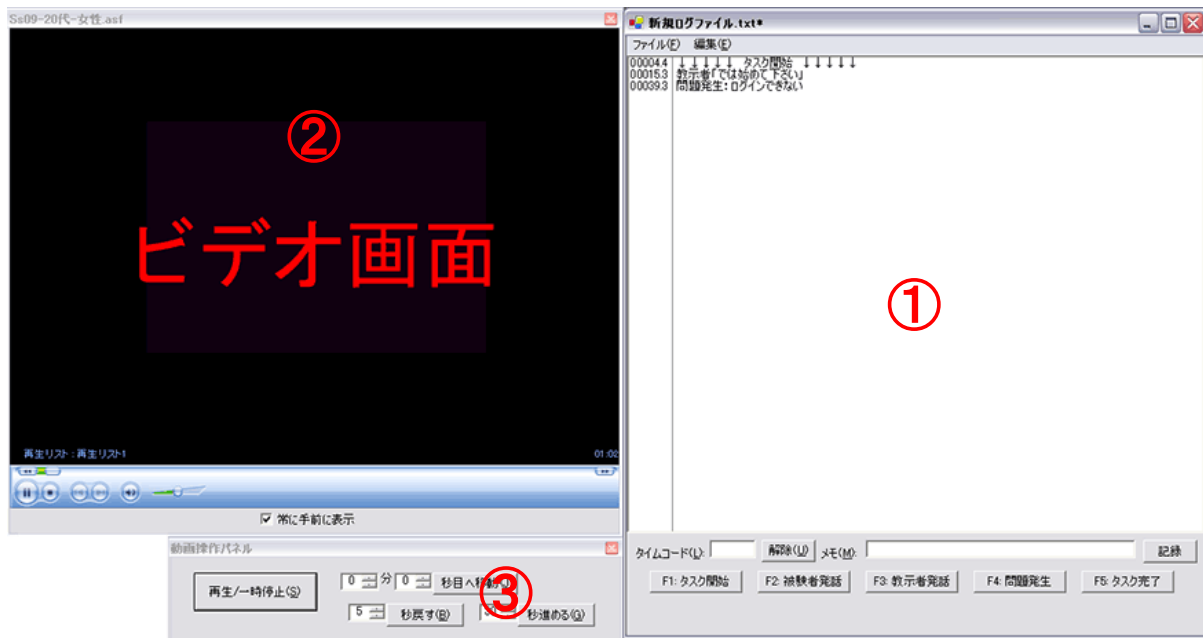 Ss09-20代-女性.asf
②
ビデオ画面
再生リスト:再生リスト1
01:02
常に手前に表示
動画操作パネル
再生/一時停止(S)
0 分 0 秒目へ移動(J)
5 秒戻す(B) 秒進める(G)
③
新規ログファイル.txt*
ファイル(F) 編集(E)
00004.4 ↓↓↓↓↓ タスク開始 ↓↓↓↓↓
00015.3 教示者「では始めて下さい」
00039.3 問題発生:ログインできない
①
タイムコード(L): 解除(U) メモ(M): 記録
F1: タスク開始 F2: 被験者発話 F3: 教示者発話 F4: 問題発生 F5: タスク完了